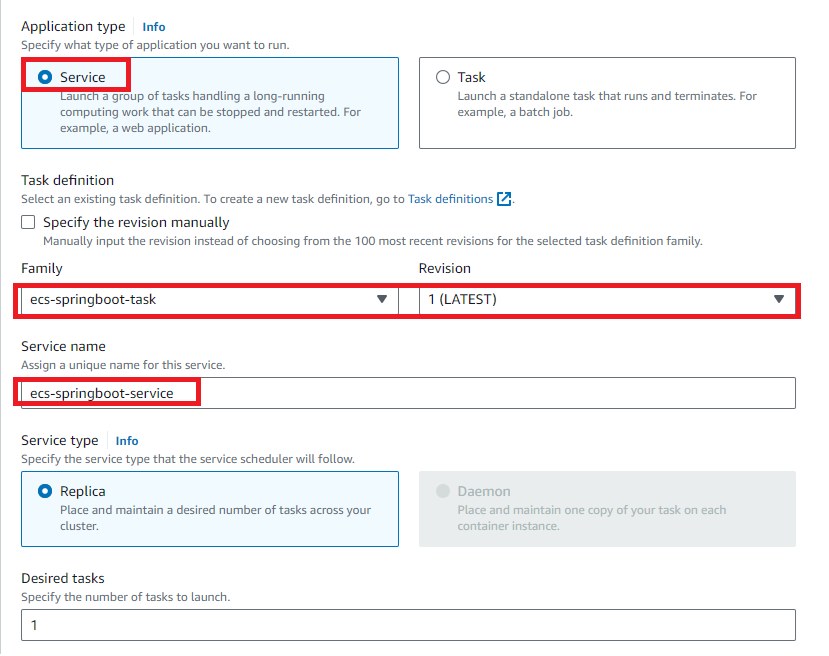 Application type Info
Specify what type of application you want to run.
Service
Launch a group of tasks handling a long-running
computing work that can be stopped and restarted. For
example, a web application.
Task
Launch a standalone task that runs and terminates. For
example, a batch job.
Task definition
Select an existing task definition. To create a new task definition, go to Task definitions.
Specify the revision manually
Manually input the revision instead of choosing from the 100 most recent revisions for the selected task definition family.
Family
ecs-springboot-task
Revision
1 (LATEST)
Service name
Assign a unique name for this service.
ecs-springboot-service
Service type Info
Specify the service type that the service scheduler will follow.
Replica
Place and maintain a desired number of tasks across your
cluster.
Daemon
Place and maintain one copy of your task on each
container instance.
Desired tasks
Specify the number of tasks to launch.
1